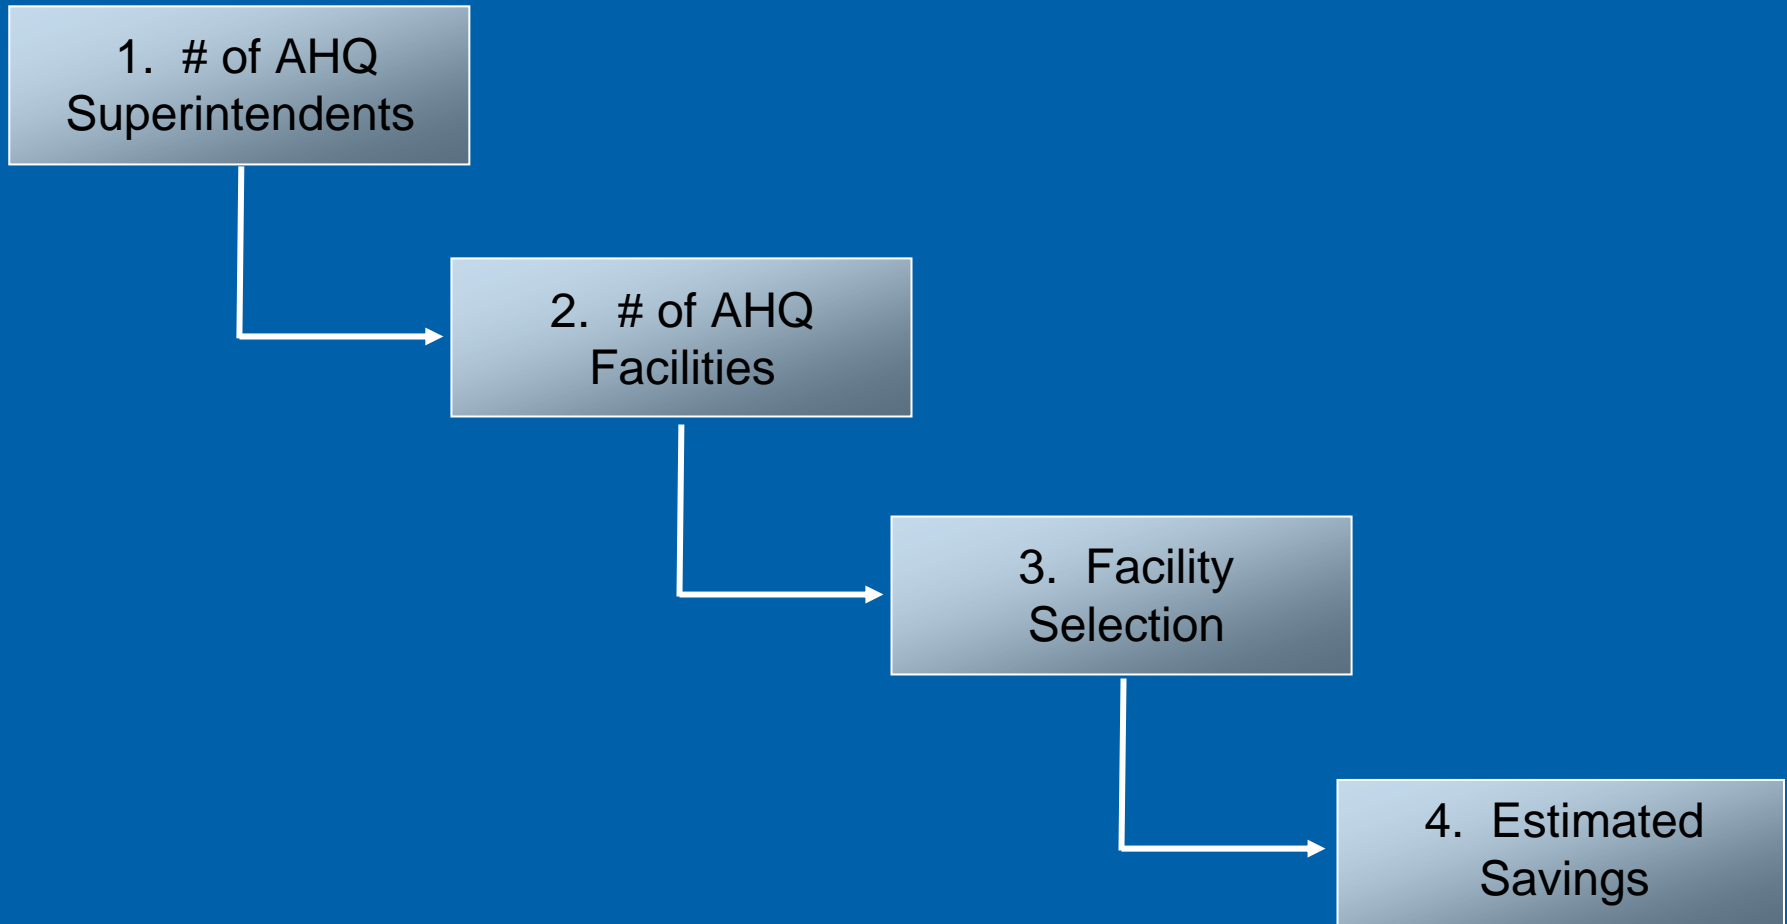 1. # of AHQ
Superintendents
2. # of AHQ
Facilities
3. Facility
Selection
4. Estimated
Savings